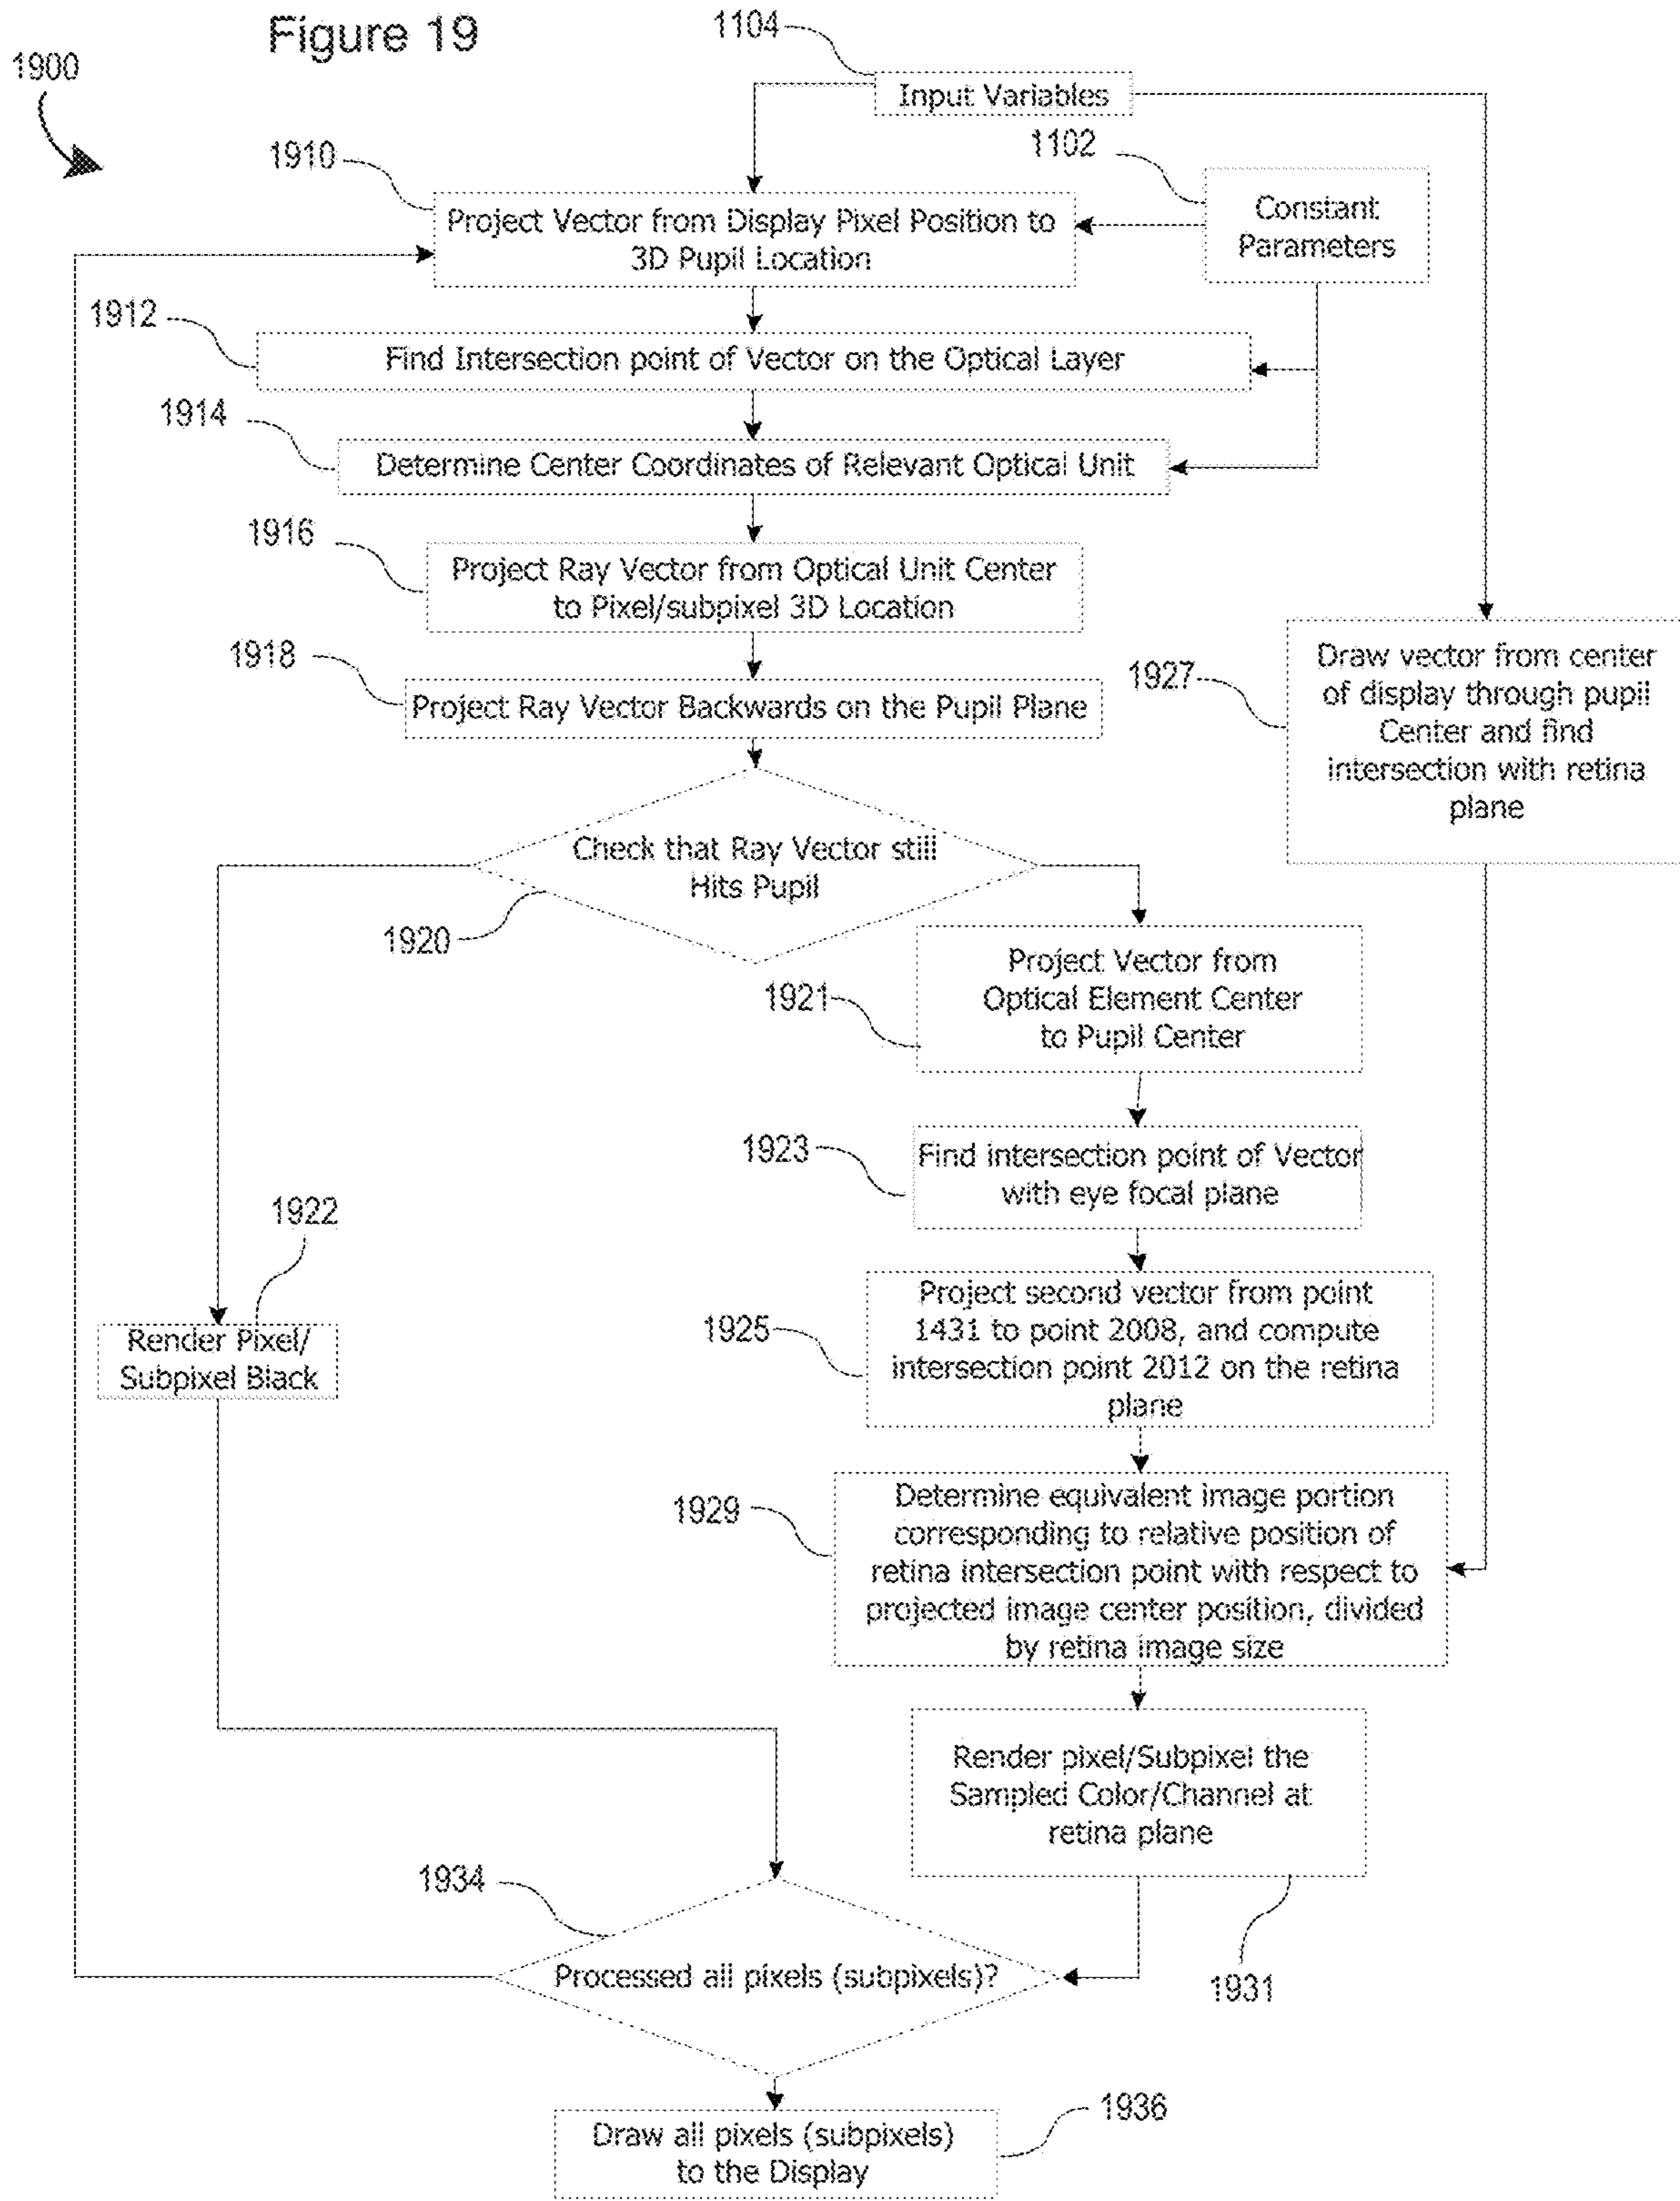 Figure 19
1900
1104
Input Variables
1102
Constant
Parameters
1910
Project Vector from Display Pixel Position to
3D Pupil Location
1912
Find Intersection point of Vector on the Optical Layer
1914
Determine Center Coordinates of Relevant Optical Unit
1916
Project Ray Vector from Optical Unit Center
to Pixel/subpixel 3D Location
1918
Project Ray Vector Backwards on the Pupil Plane
1927
Draw vector from center
of display through pupil
Center and find
intersection with retina
plane
Check that Ray Vector still
Hits Pupil
1920
1921
Project Vector from
Optical Element Center
to Pupil Center
1923
Find intersection point of Vector
with eye focal plane
1922
Render Pixel/
Subpixel Black
1925
Project second vector from point
1431 to point 2008, and compute
intersection point 2012 on the retina
plane
1929
Determine equivalent image portion
corresponding to relative position of
retina intersection point with respect to
projected image center position, divided
by retina image size
Render pixel/Subpixel the
Sampled Color/Channel at
retina plane
1931
1934
Processed all pixels (subpixels)?
1936
Draw all pixels (subpixels)
to the Display